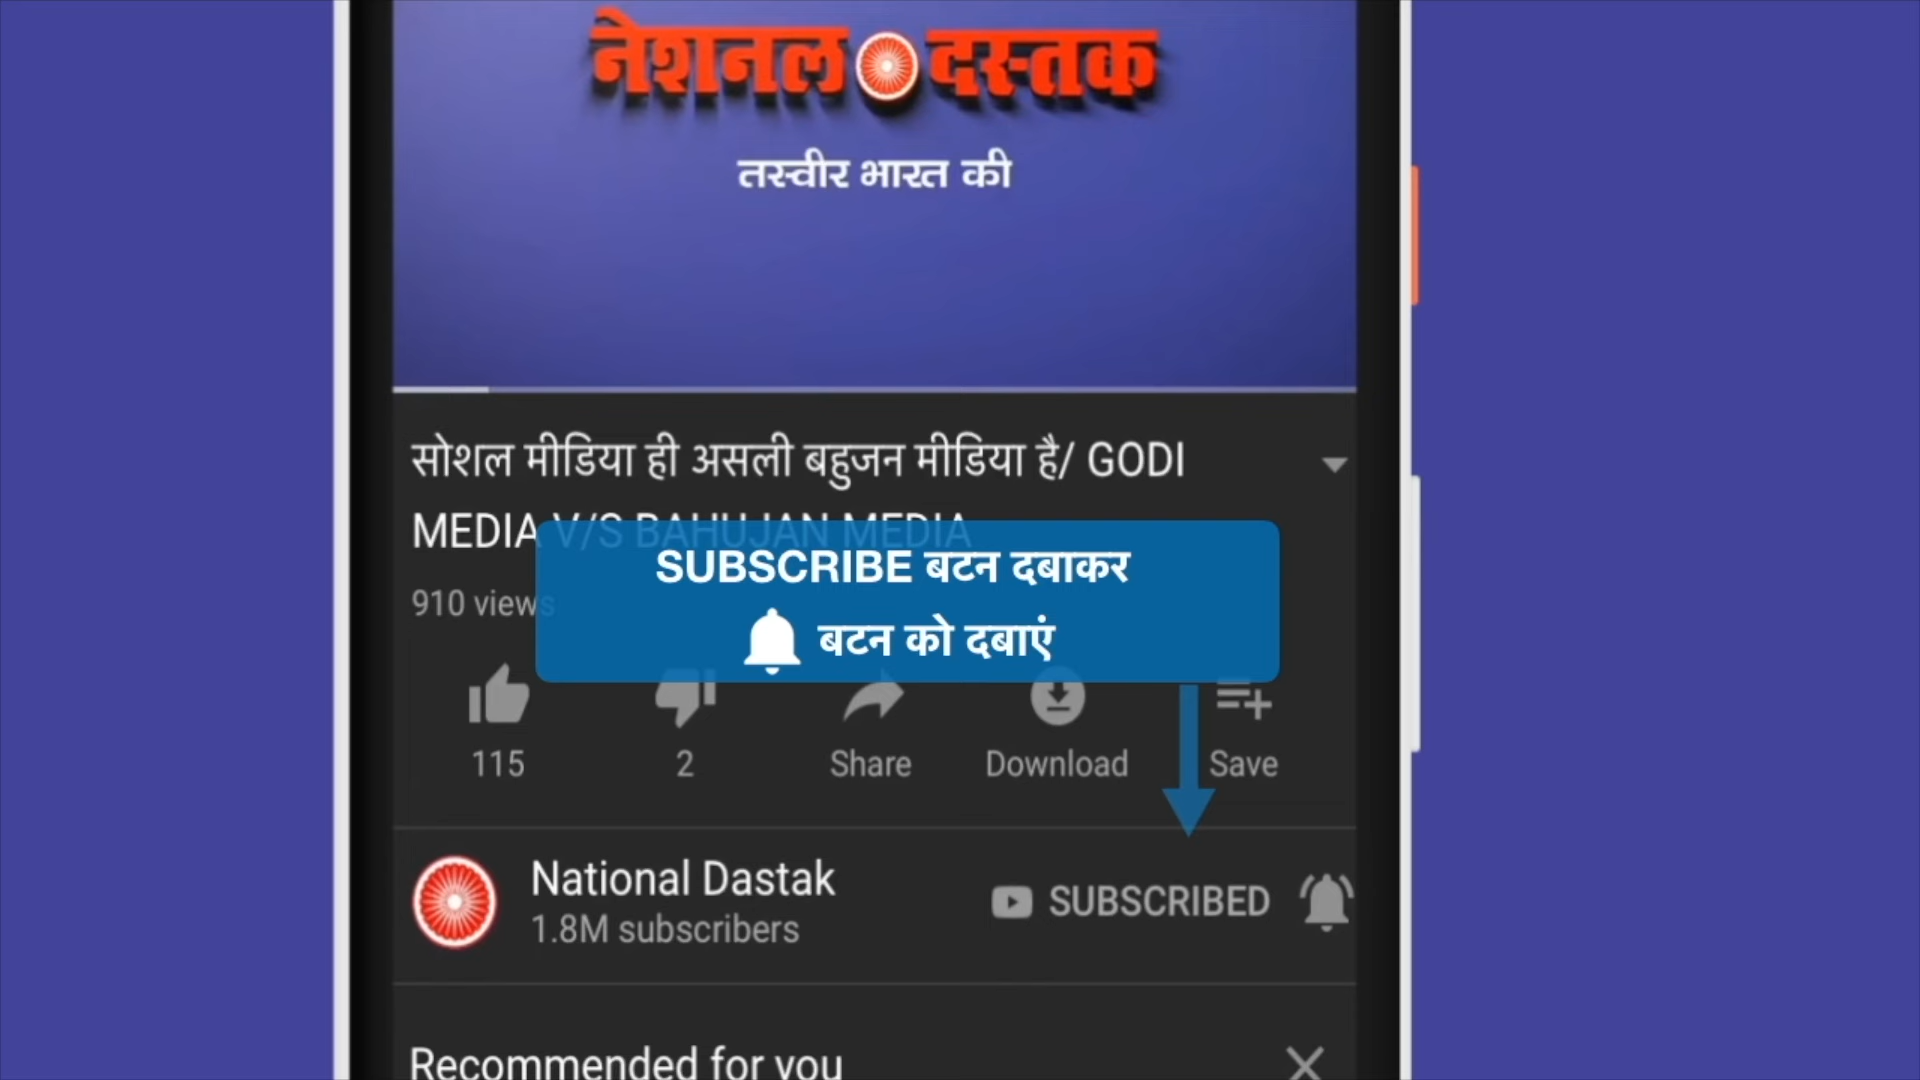 नेशनल दस्तक
तस्वीर भारत की
सोशल मीडिया ही असली बहुजन मीडिया है/ GODI
MEDIA V/S BAHUJAN MEDIA
910 views
SUBSCRIBE बटन दबाकर
बटन को दबाएं
115
2
Share
Download
Save
National Dastak
1.8M subscribers
SUBSCRIBED
Recommended for you